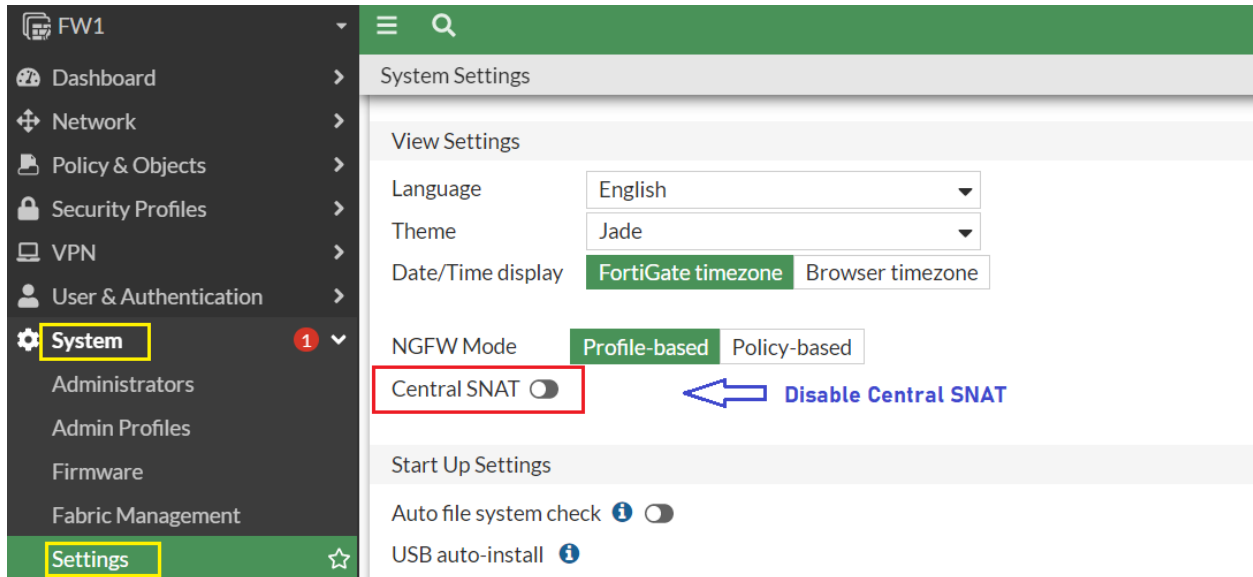 FW1
Dashboard
Network
Policy & Objects
Security Profiles
VPN
User & Authentication
System 1
Administrators
Admin Profiles
Firmware
Fabric Management
Settings
System Settings
View Settings
Language English
Theme Jade
Date/Time display FortiGate timezone Browser timezone
NGFW Mode Profile-based Policy-based
Central SNAT Disable Central SNAT
Start Up Settings
Auto file system check
USB auto-install